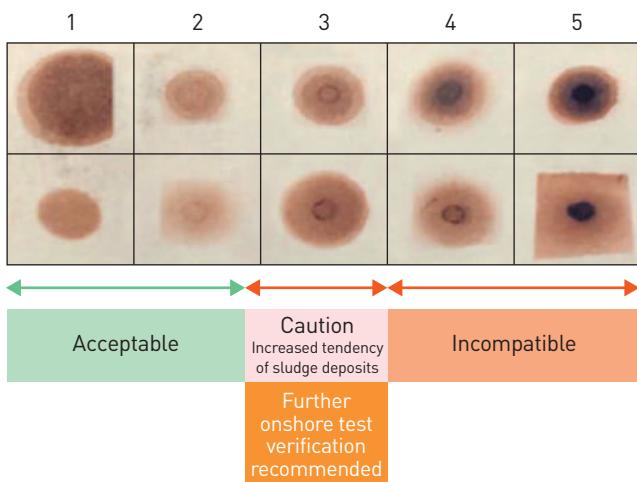 1 2 3 4 5
Acceptable
Caution
Increased tendency
of sludge deposits
Incompatible
Further
onshore test
verification
recommended